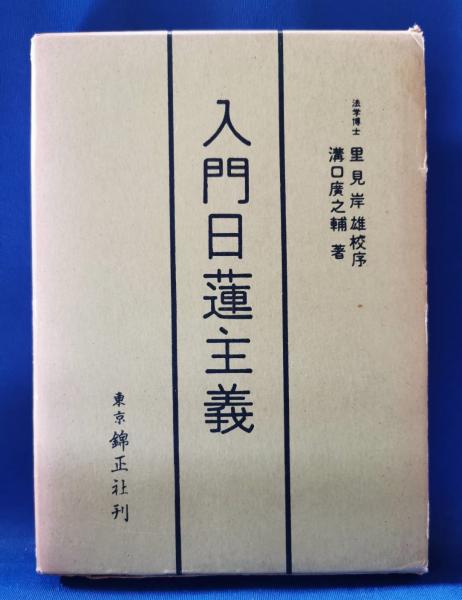 法学博士 里見岸雄校序
溝口廣之輔 著
入門日蓮主義
東京 錦正社刊